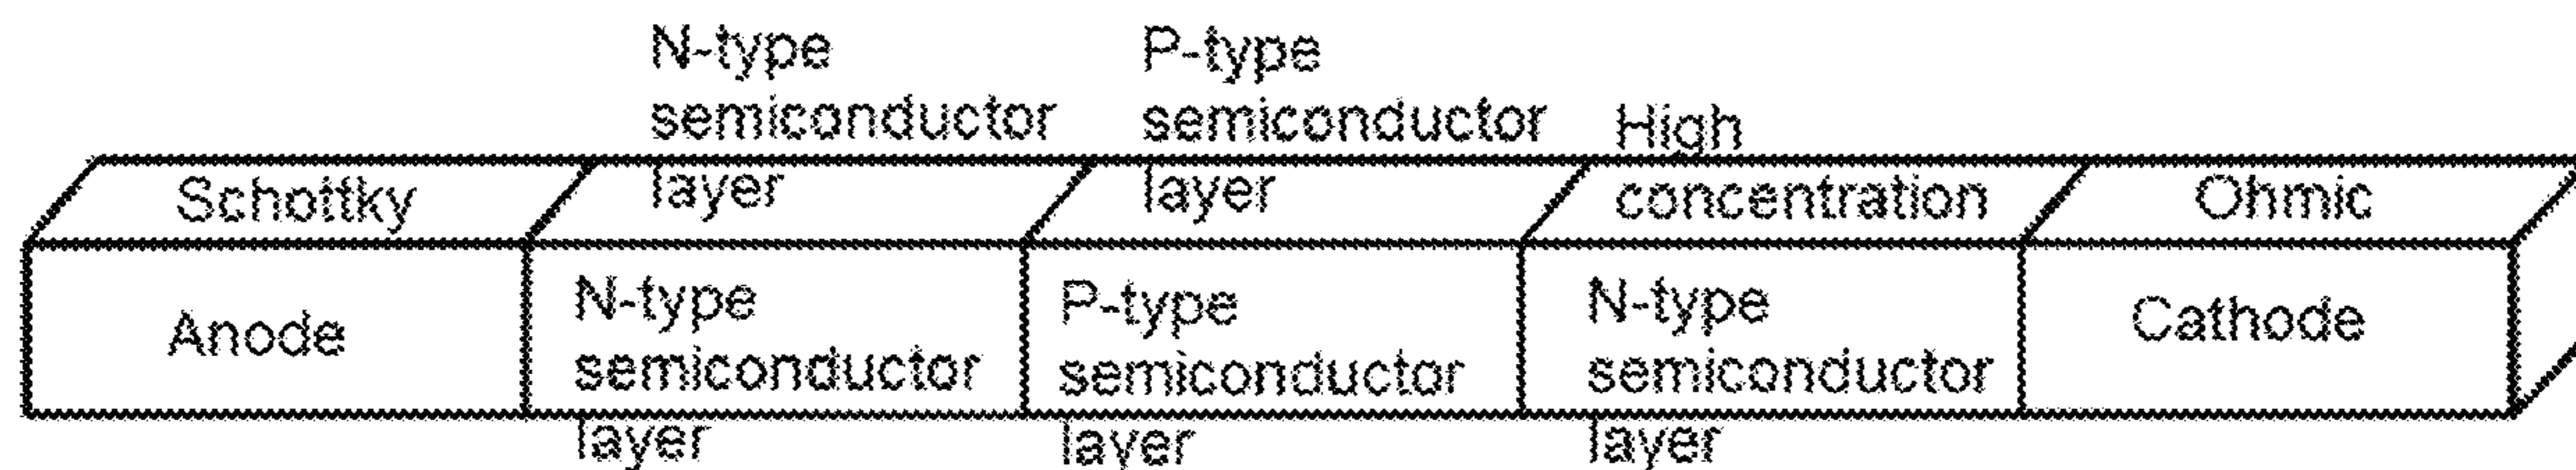 N-type
semiconductor
layer
P-type
semiconductor
layer
High
concentration
Schottky
Ohmic
Anode
N-type
semiconductor
layer
P-type
semiconductor
layer
N-type
semiconductor
layer
Cathode